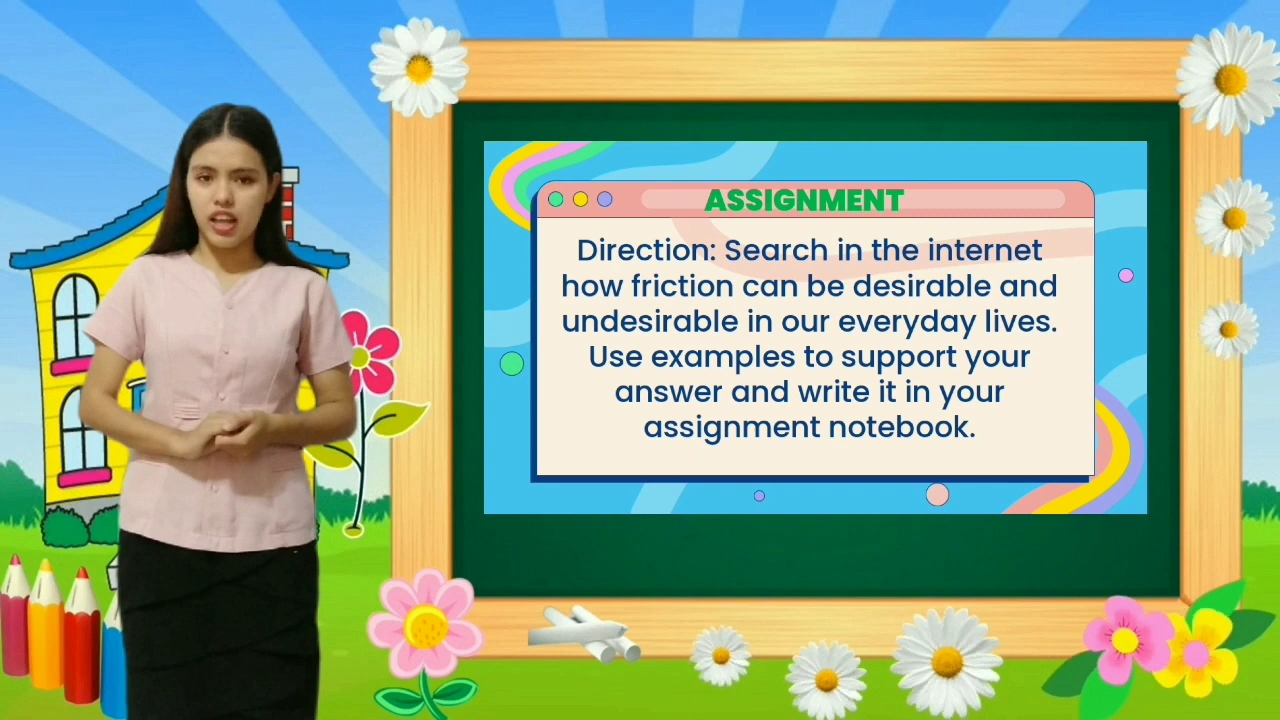 ASSIGNMENT
Direction: Search in the internet
how friction can be desirable and
undesirable in our everyday lives.
Use examples to support your
answer and write it in your
assignment notebook.